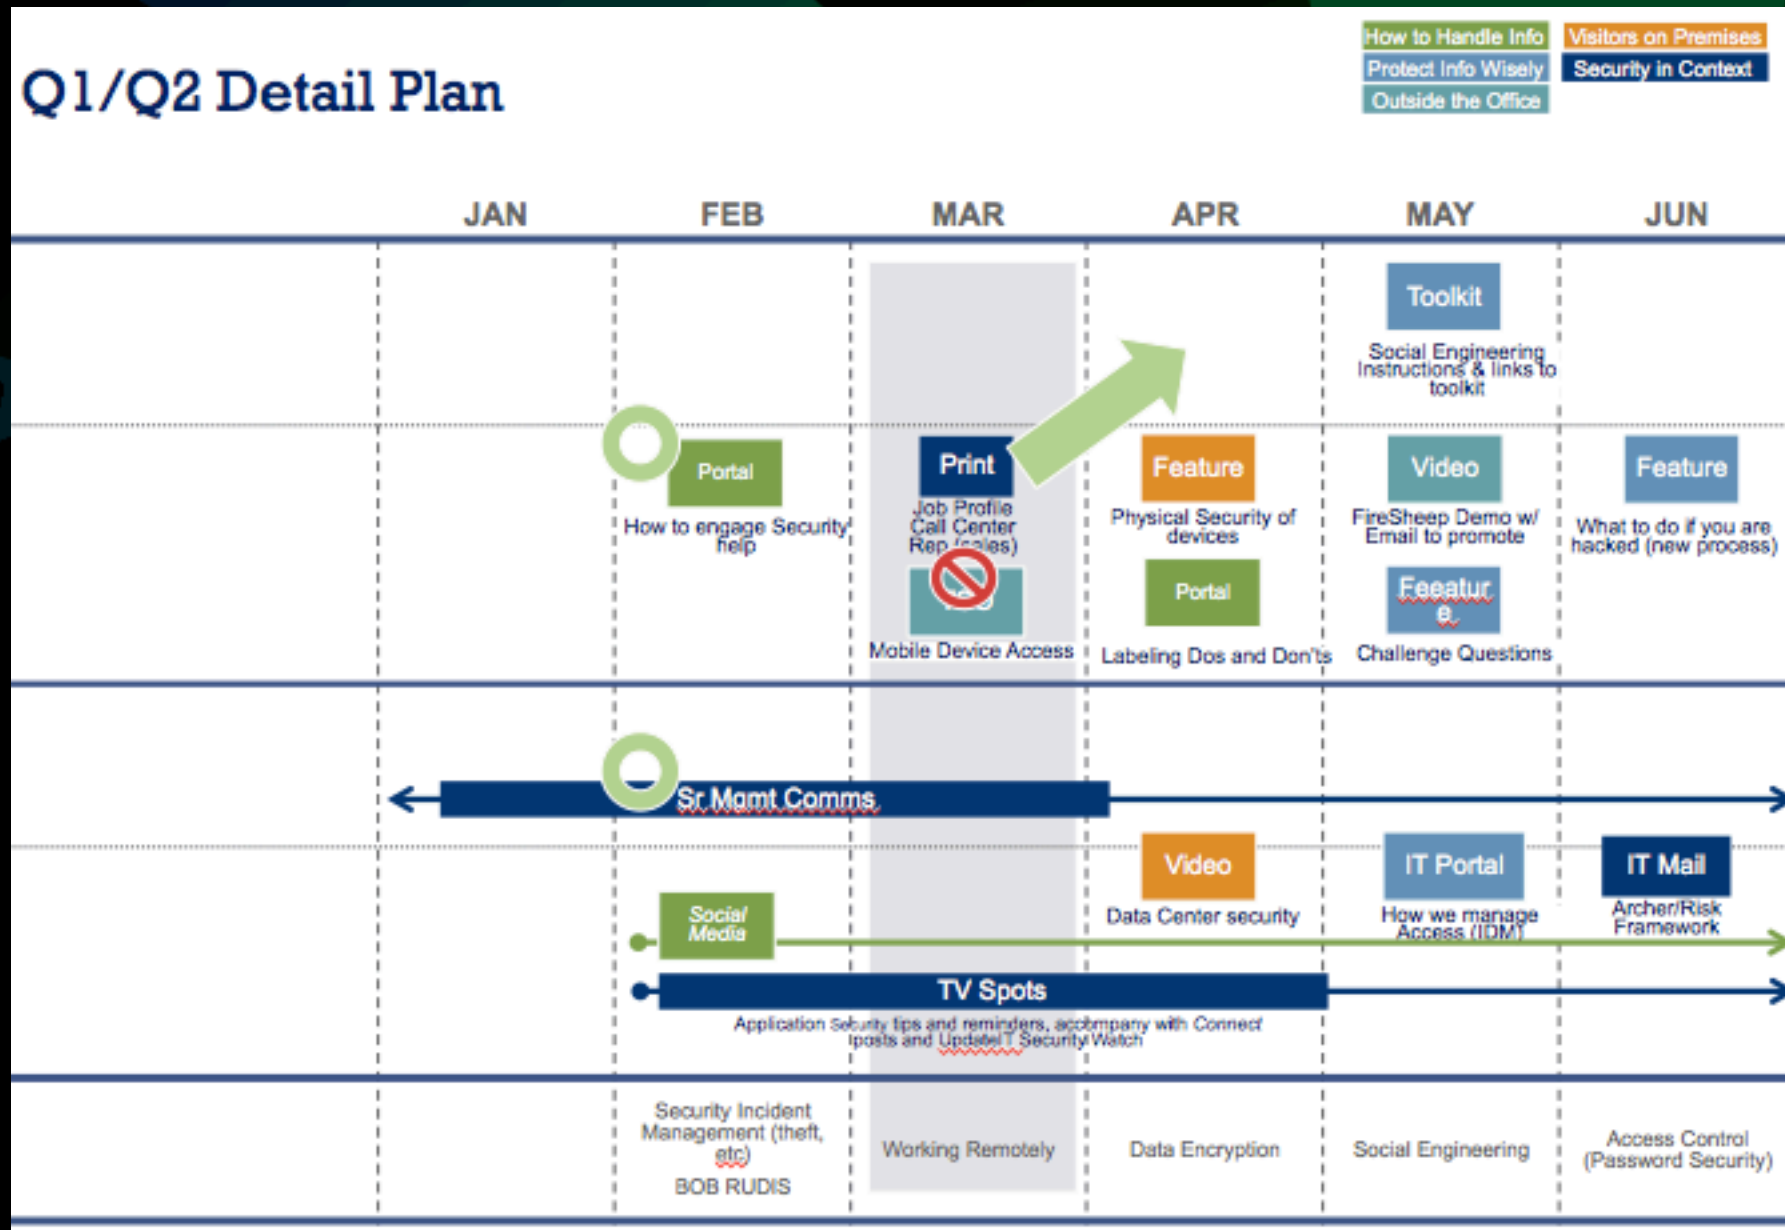 How to Handle Info
Visitors on Premises
Protect Info Wisely
Security in Context
Outside the Office
Q1/Q2 Detail Plan
JAN
FEB
MAR
APR
MAY
JUN
Toolkit
Social Engineering
Instructions & links to
toolkit
Portal
How to engage Security
help
Print
Job Profile
Call Center
Rep (sales)
Mobile Device Access
Feature
Physical Security of
devices
Portal
Labeling Dos and Don'ts
Video
FireSheep Demo w/
Email to promote
Feeatur
e
Challenge Questions
Feature
What to do if you are
hacked (new process)
Sr Mgmt Comms
Video
Data Center security
IT Portal
How we manage
Access (IDM)
IT Mail
Archer/Risk
Framework
Social
Media
TV Spots
Application Security tips and reminders, accompany with Connect
posts and UpdateIT Security Watch
Security Incident
Management (theft,
etc)
BOB RUDIS
Working Remotely
Data Encryption
Social Engineering
Access Control
(Password Security)